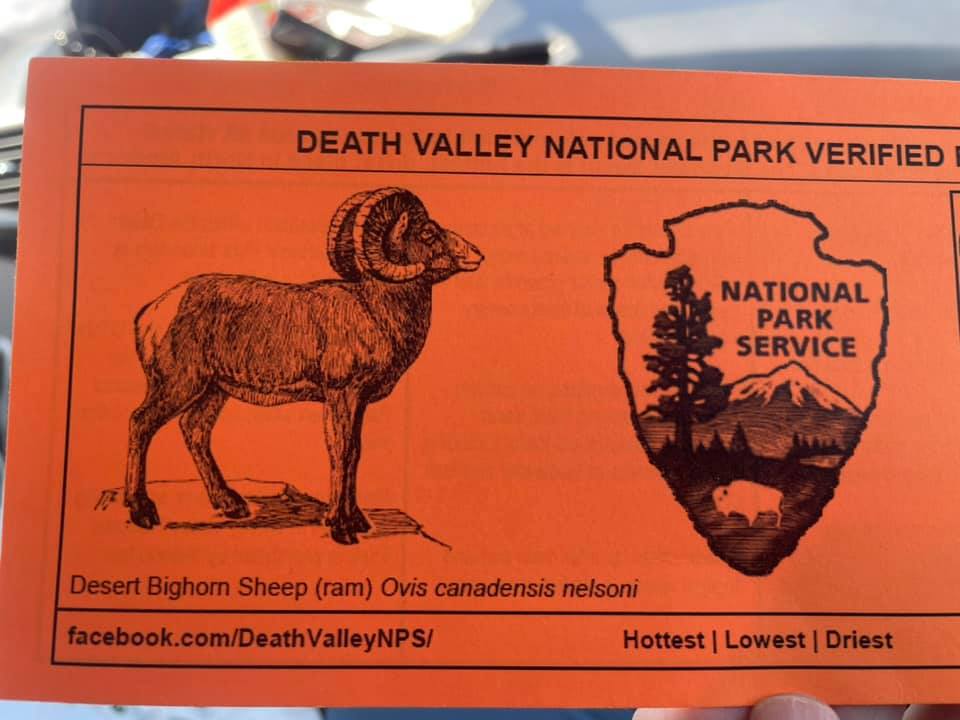 DEATH VALLEY NATIONAL PARK VERIFIED
NATIONAL
PARK
SERVICE
Desert Bighorn Sheep (ram) Ovis canadensis nelsoni
facebook.com/DeathValleyNPS/
Hottest | Lowest | Driest